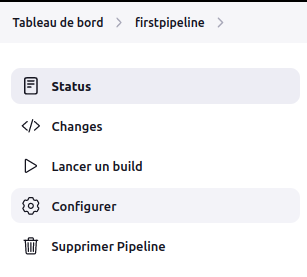 Tableau de bord > firstpipeline >
Status
Changes
Lancer un build
Configurer
Supprimer Pipeline